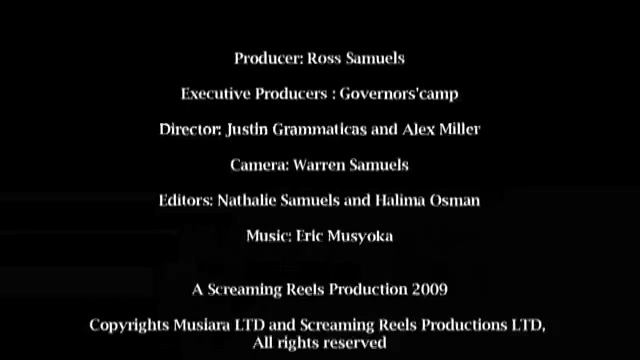 Producer: Ross Samuels
Executive Producers : Governors'camp
Director: Justin Grammaticas and Alex Miller
Camera: Warren Samuels
Editors: Nathalie Samuels and Halima Osman
Music: Eric Musyoka
A Screaming Reels Production 2009
Copyrights Musiara LTD and Screaming Reels Productions LTD,
All rights reserved